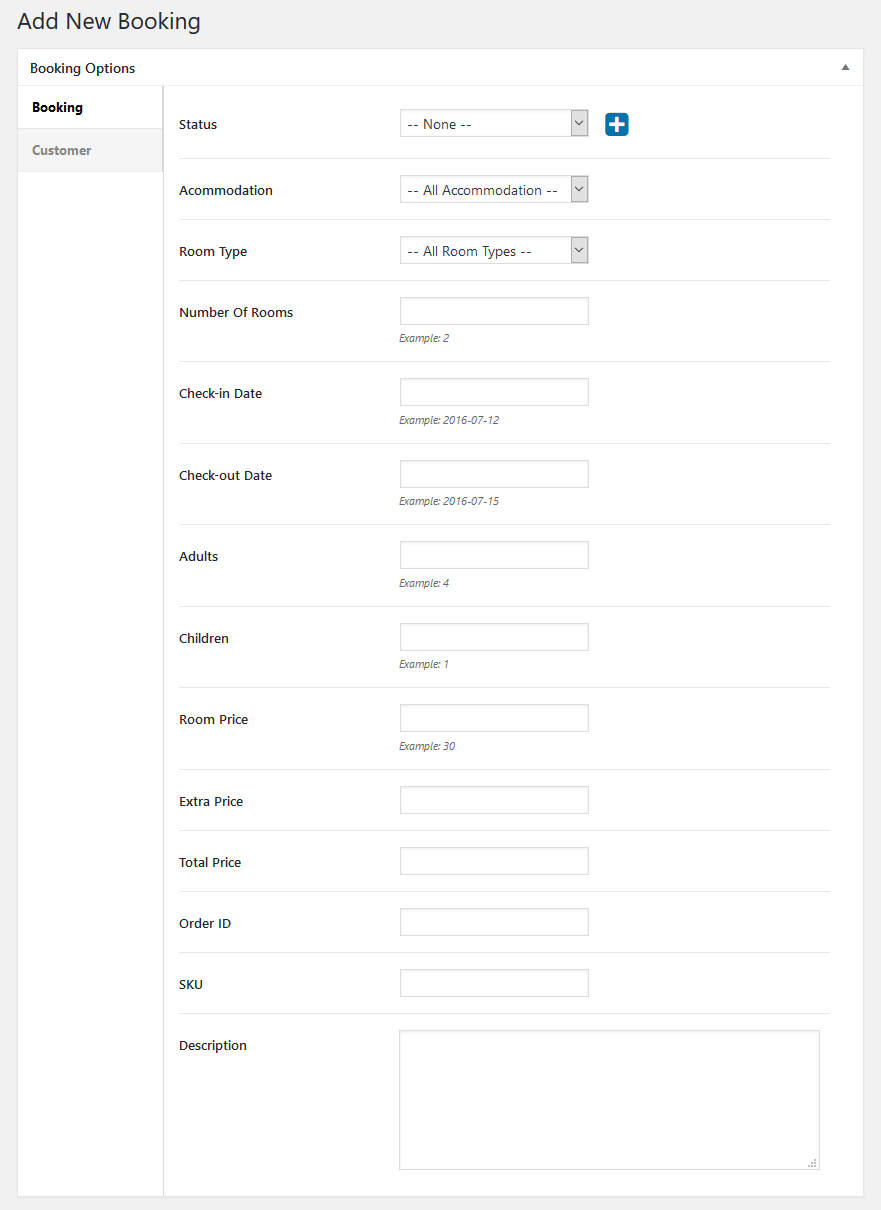 Add New Booking
Booking Options
Booking
Customer
Status
-- None --
Acommodation
-- All Accommodation --
Room Type
-- All Room Types --
Number Of Rooms
Example: 2
Check-in Date
Example: 2016-07-12
Check-out Date
Example: 2016-07-15
Adults
Example: 4
Children
Example: 1
Room Price
Example: 30
Extra Price
Total Price
Order ID
SKU
Description